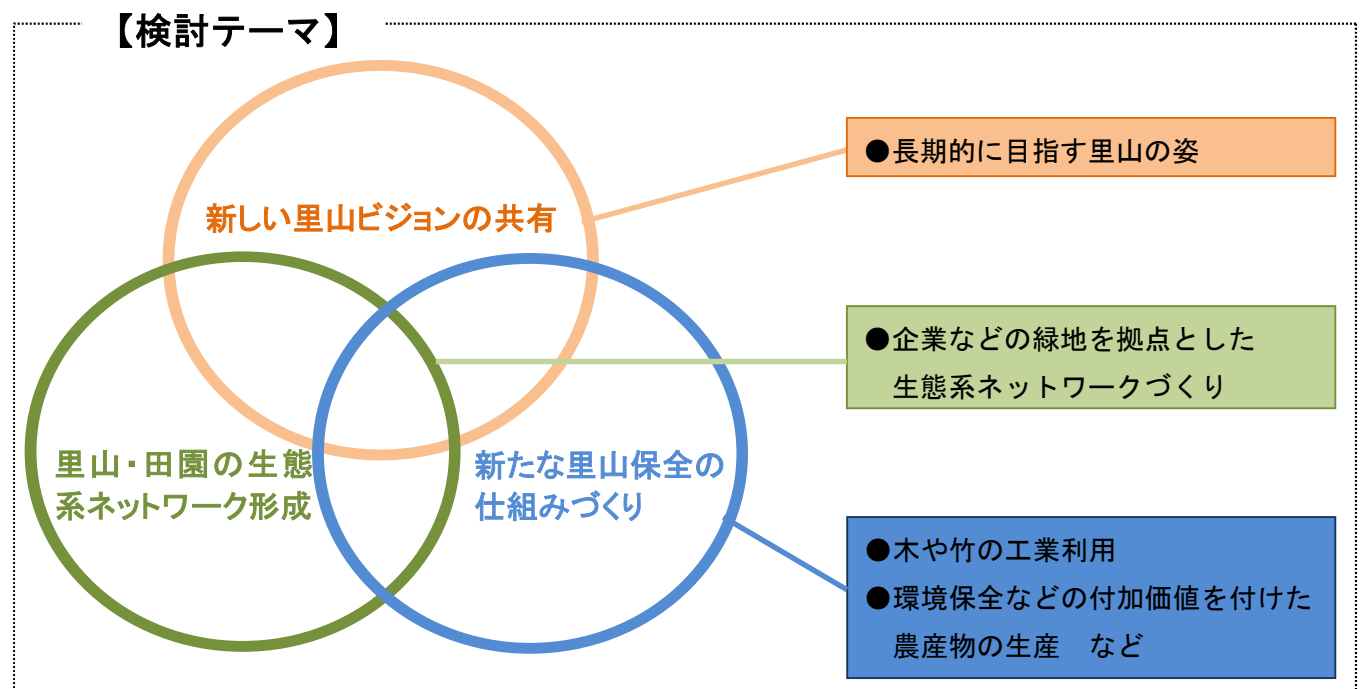 【検討テーマ】
新しい里山ビジョンの共有
里山・田園の生態
系ネットワーク形成
新たな里山保全の
仕組みづくり
●長期的に目指す里山の姿
●企業などの緑地を拠点とした
生態系ネットワークづくり
●木や竹の工業利用
●環境保全などの付加価値を付けた
農産物の生産　など